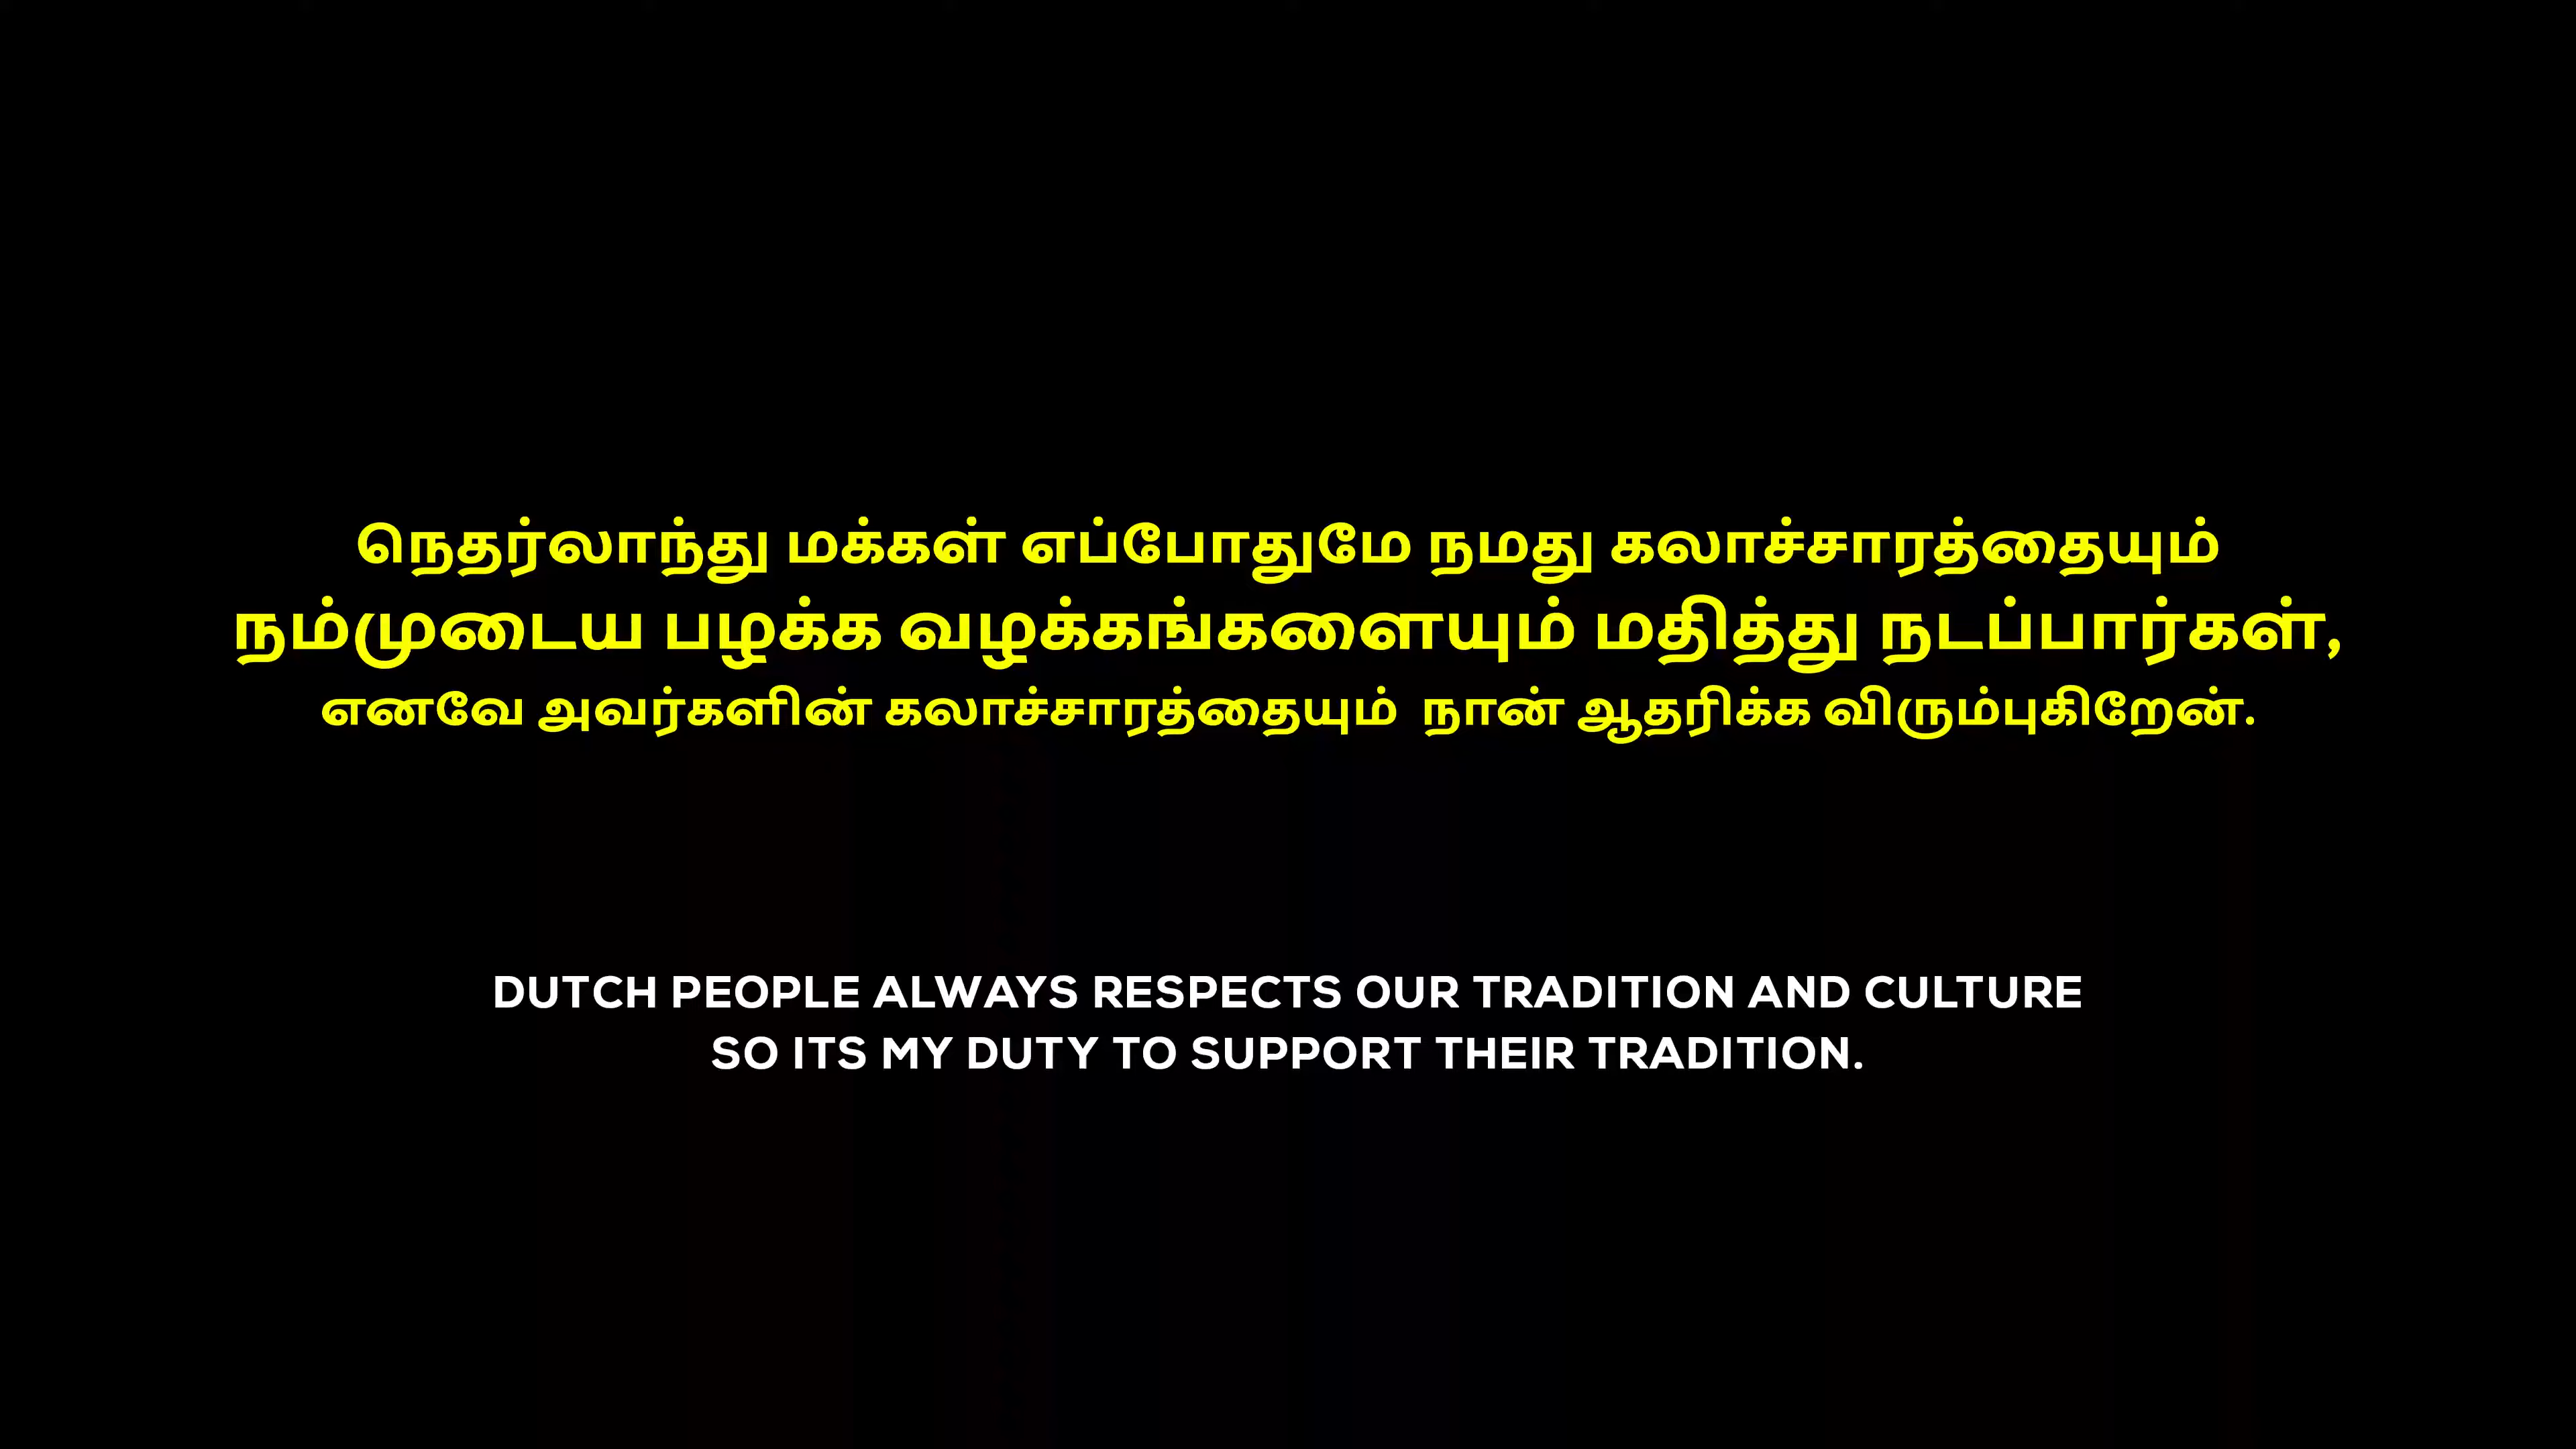 நெதர்லாந்து மக்கள் எப்போதுமே நமது கலாச்சாரத்தையும்
நம்முடைய பழக்க வழக்கங்களையும் மதித்து நடப்பார்கள்,
எனவே அவர்களின் கலாச்சாரத்தையும் நான் ஆதரிக்க விரும்புகிறேன்.
DUTCH PEOPLE ALWAYS RESPECTS OUR TRADITION AND CULTURE
SO ITS MY DUTY TO SUPPORT THEIR TRADITION.